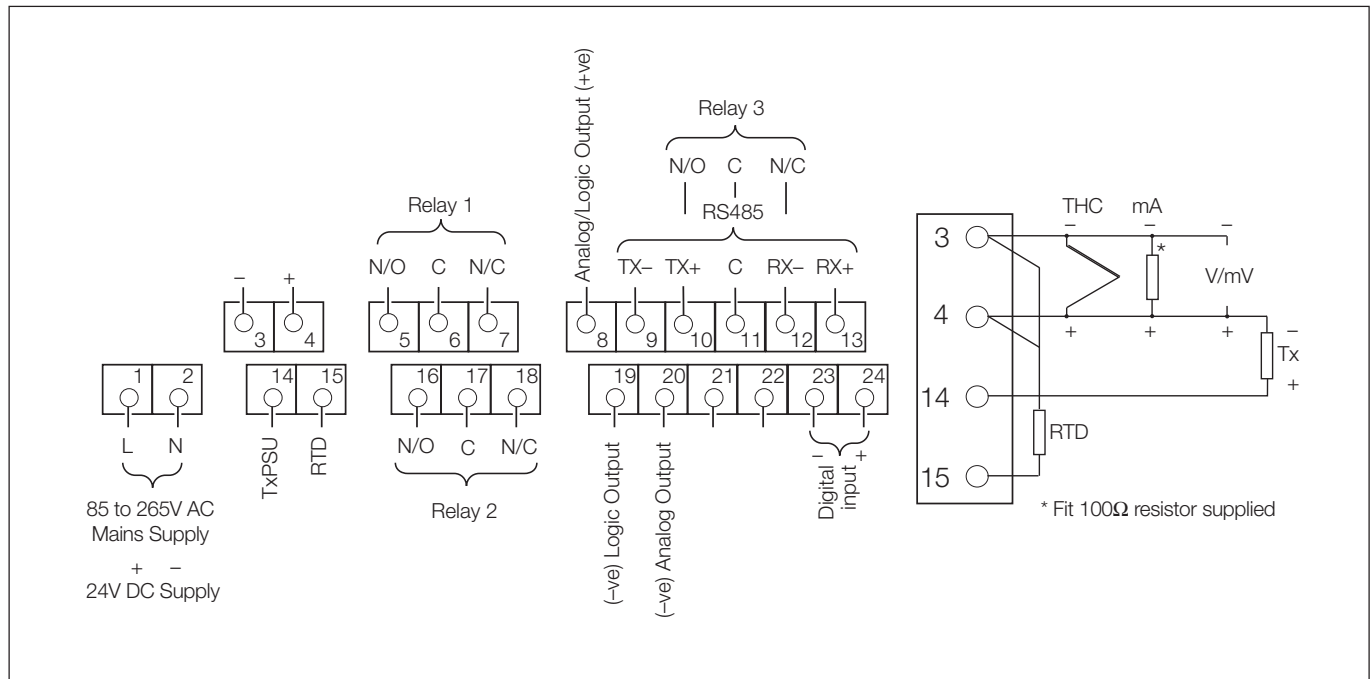 Analog/Logic Output (+ve)
Relay 3
N/O C N/C
RS485
TX– TX+ C RX– RX+
Relay 1
N/O C N/C
– +
3 4
5 6 7
8 9 10 11 12 13
1 2
14 15
16 17 18
19 20 21 22 23 24
L N
85 to 265V AC
Mains Supply
+ –
24V DC Supply
TxPSU
RTD
N/O C N/C
Relay 2
(–ve) Logic Output
(–ve) Analog Output
– +
Digital
input
THC mA
3
– – –
*
V/mV
4
+ + +
–
Tx
+
14
RTD
15
* Fit 100Ω resistor supplied